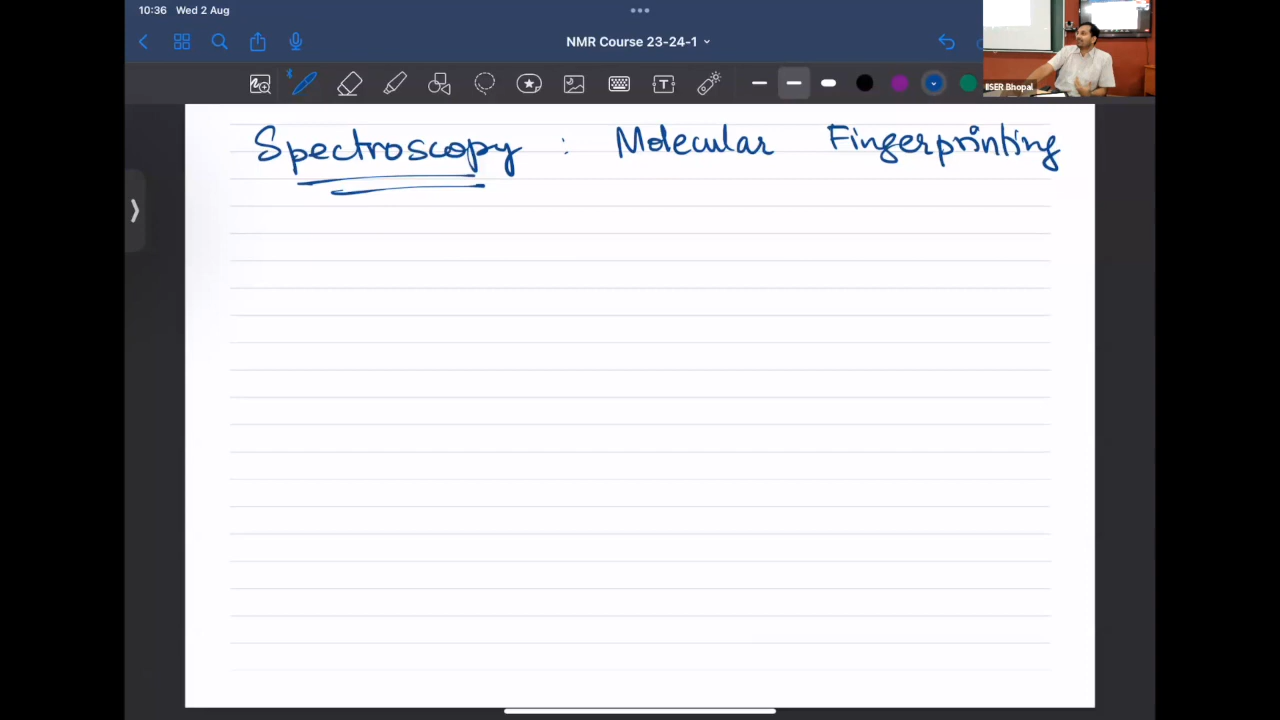 10:36 Wed 2 Aug
NMR Course 23-24-1
IISER Bhopal
Spectroscopy : Molecular Fingerprinting